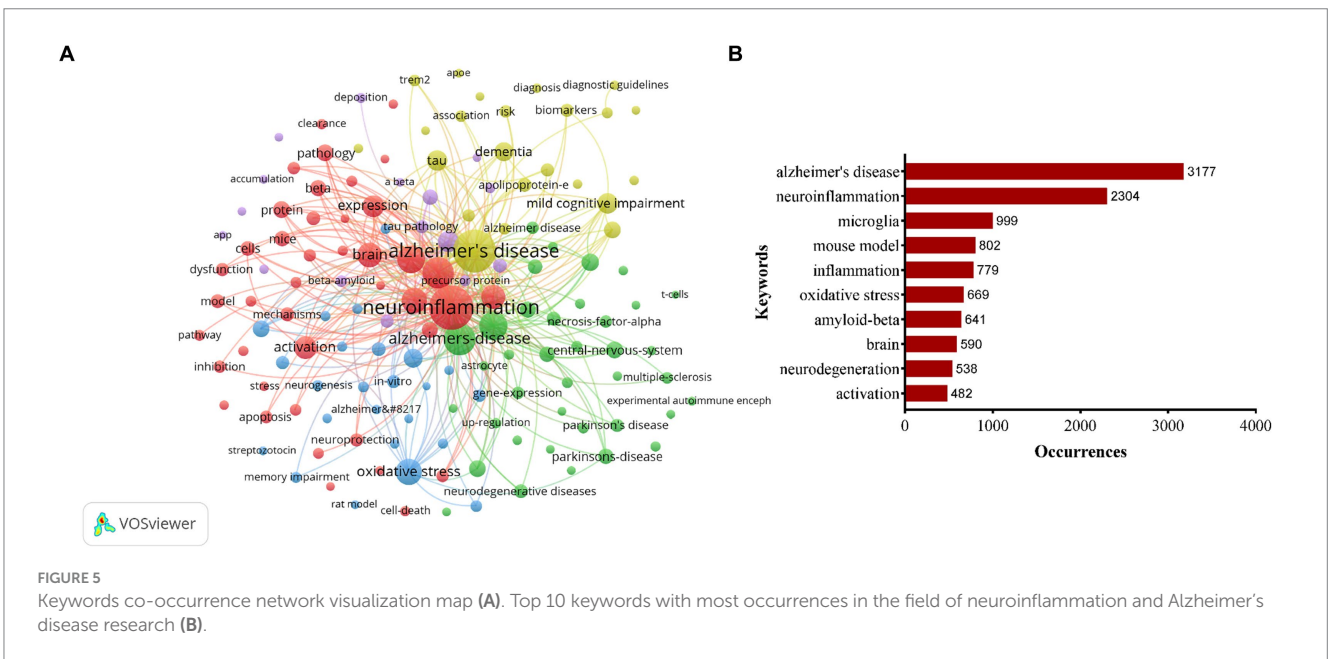 A
B
trem2
apoe
diagnosis
diagnostic guidelines
deposition
association
risk
biomarkers
clearance
pathology
tau
dementia
accumulation
a beta
beta
apolipoprotein-e
mild cognitive impairment
protein
expression
app
tau pathology
alzheimer disease
cells
mice
brain
alzheimer's disease
dysfunction
beta-amyloid
precursor protein
t-cells
model
mechanisms
neuroinflammation
necrosis-factor-alpha
pathway
activation
alzheimers-disease
central-nervous-system
inhibition
astrocyte
multiple-sclerosis
stress
neurogenesis
in-vitro
gene-expression
experimental autoimmune enceph
apoptosis
alzheimer&#8217
up-regulation
parkinson's disease
neuroprotection
streptozotocin
parkinsons-disease
memory impairment
oxidative stress
neurodegenerative diseases
rat model
cell-death
VOSviewer
Keywords
alzheimer's disease 3177
neuroinflammation 2304
microglia 999
mouse model 802
inflammation 779
oxidative stress 669
amyloid-beta 641
brain 590
neurodegeneration 538
activation 482
0 1000 2000 3000 4000
Occurrences
FIGURE 5
Keywords co-occurrence network visualization map (A). Top 10 keywords with most occurrences in the field of neuroinflammation and Alzheimer's
disease research (B).